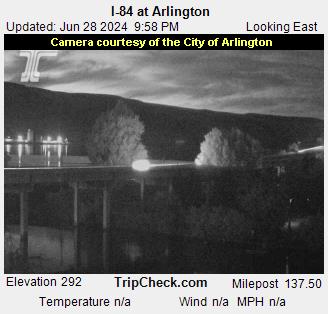 I-84 at Arlington
Updated: Jun 28 2024 9:58 PM Looking East
Camera courtesy of the City of Arlington
Elevation 292 TripCheck.com Milepost 137.50
Temperature n/a Wind n/a MPH n/a